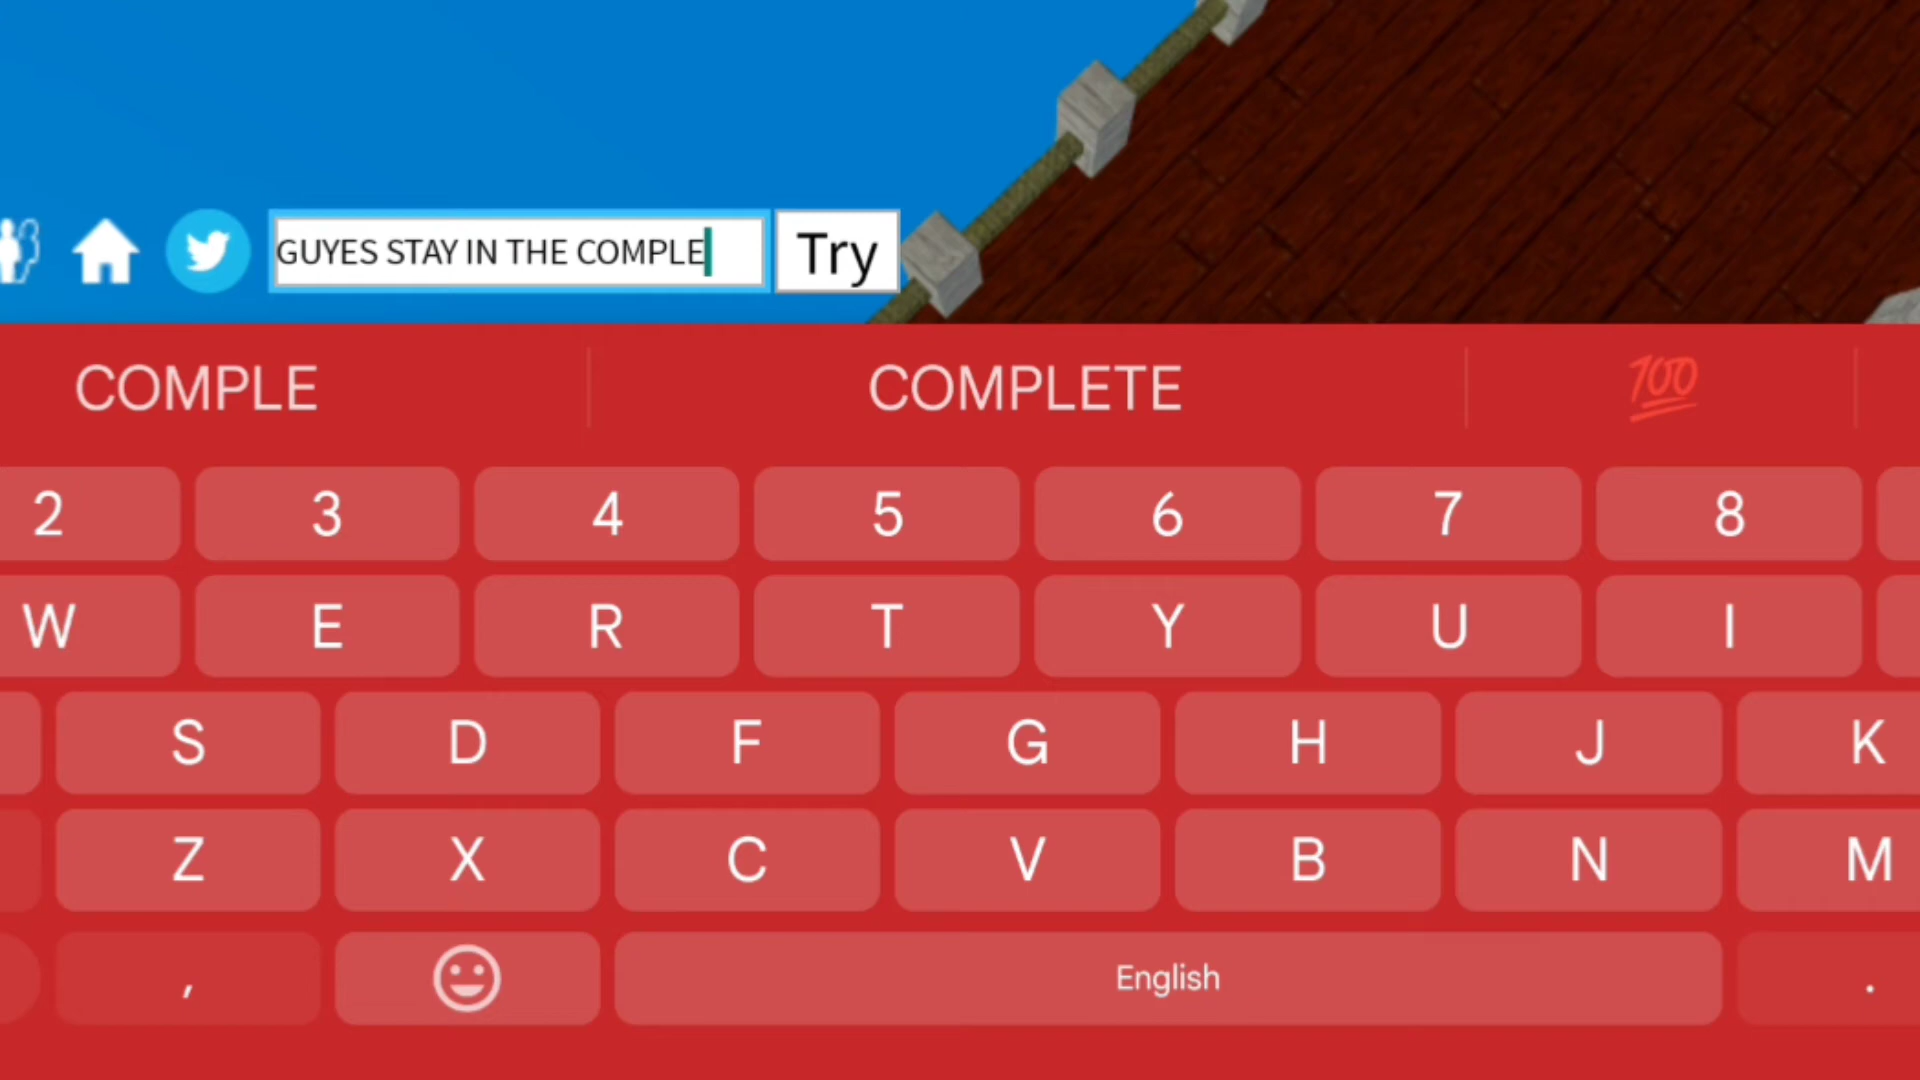 GUYES STAY IN THE COMPLE Try
COMPLE COMPLETE 100
2 3 4 5 6 7 8
W E R T Y U I
S D F G H J K
Z X C V B N M
, English .